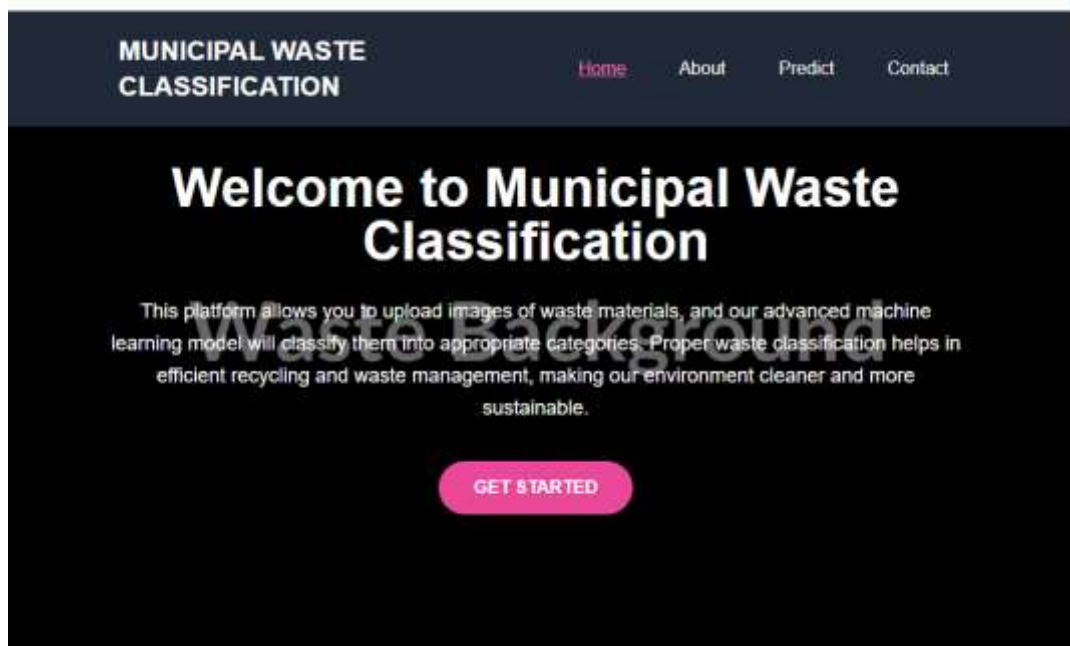 MUNICIPAL WASTE
CLASSIFICATION
Home About Predict Contact
Welcome to Municipal Waste
Classification
Waste Background
This platform allows you to upload images of waste materials, and our advanced machine
learning model will classify them into appropriate categories. Proper waste classification helps in
efficient recycling and waste management, making our environment cleaner and more
sustainable.
GET STARTED